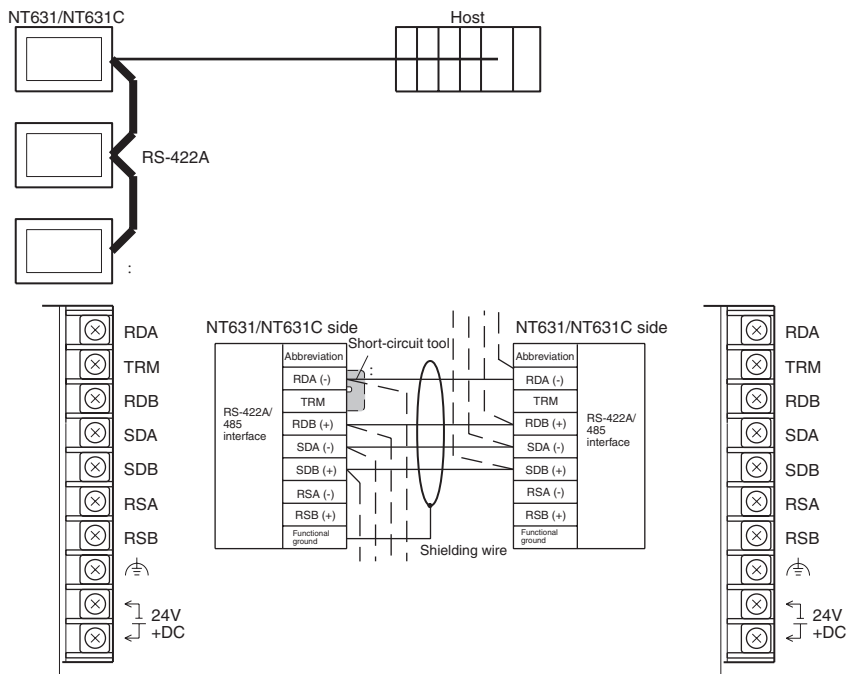 NT631/NT631C
Host
RS-422A
:
RDA
TRM
RDB
SDA
SDB
RSA
RSB
24V
+DC
NT631/NT631C side
Short-circuit tool
:
RS-422A/
485
interface
Abbreviation
RDA (-)
TRM
RDB (+)
SDA (-)
SDB (+)
RSA (-)
RSB (+)
Functional
ground
Shielding wire
NT631/NT631C side
Abbreviation
RDA (-)
TRM
RDB (+)
SDA (-)
SDB (+)
RSA (-)
RSB (+)
Functional
ground
RS-422A/
485
interface
RDA
TRM
RDB
SDA
SDB
RSA
RSB
24V
+DC